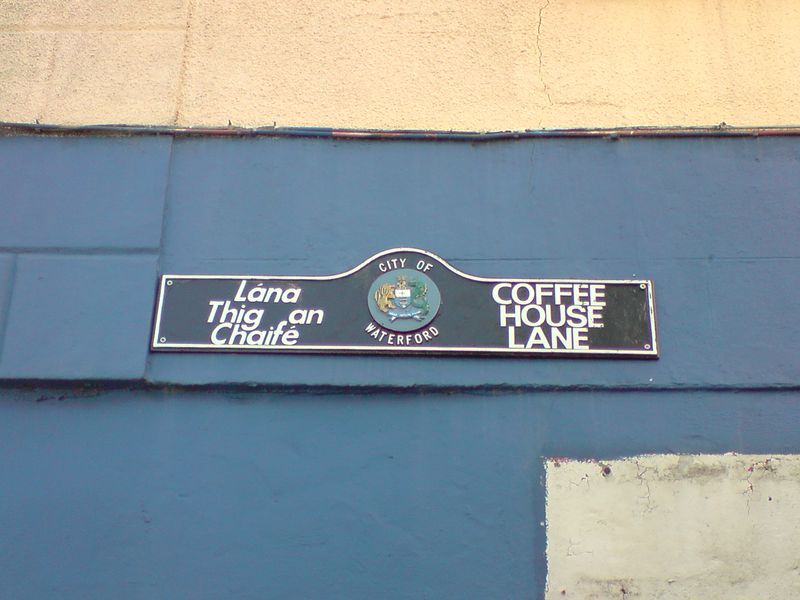 Lána
Thig an
Chaifé
CITY OF
WATERFORD
COFFEE
HOUSE
LANE